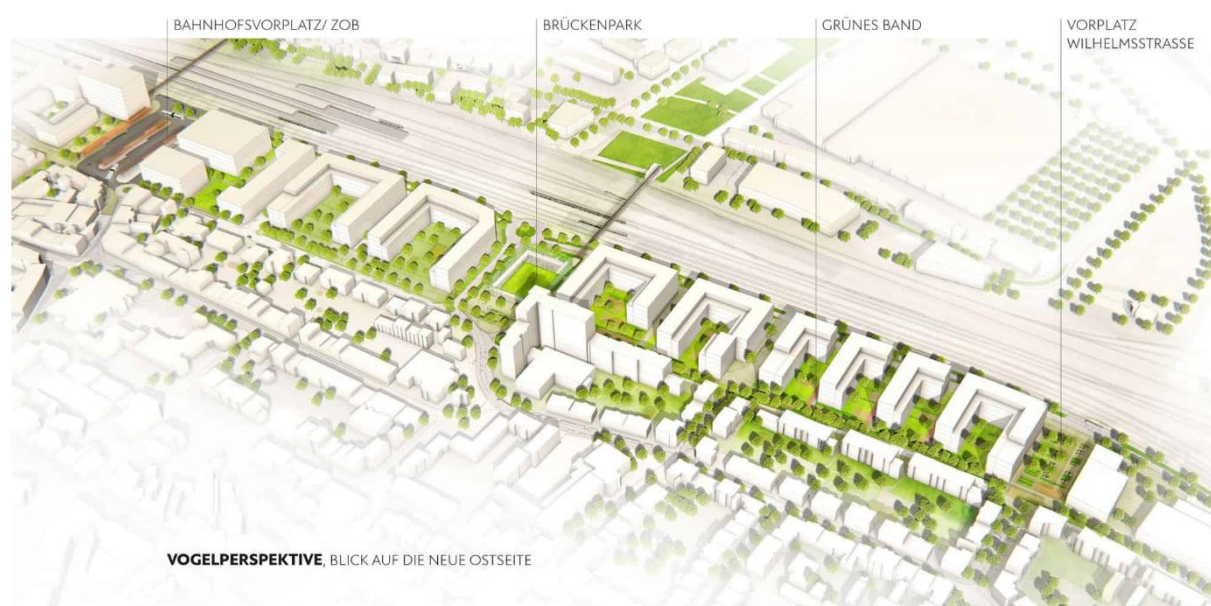 BAHNHOFSVORPLATZ/ ZOB
BRÜCKENPARK
GRÜNES BAND
VORPLATZ
WILHELMSSTRASSE
VOGELPERSPEKTIVE, BLICK AUF DIE NEUE OSTSEITE